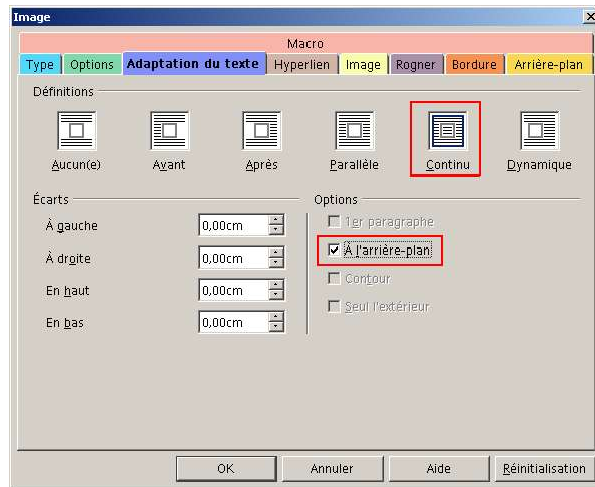 Image
Macro
Type Options Adaptation du texte Hyperlien Image Rogner Bordure Arrière-plan
Définitions
Aucun(e) Avant Après Parallèle Continu Dynamique
Écarts Options
À gauche 0,00cm 1er paragraphe
À droite 0,00cm À l'arrière-plan
En haut 0,00cm Contour
En bas 0,00cm Seul l'extérieur
OK Annuler Aide Réinitialisation